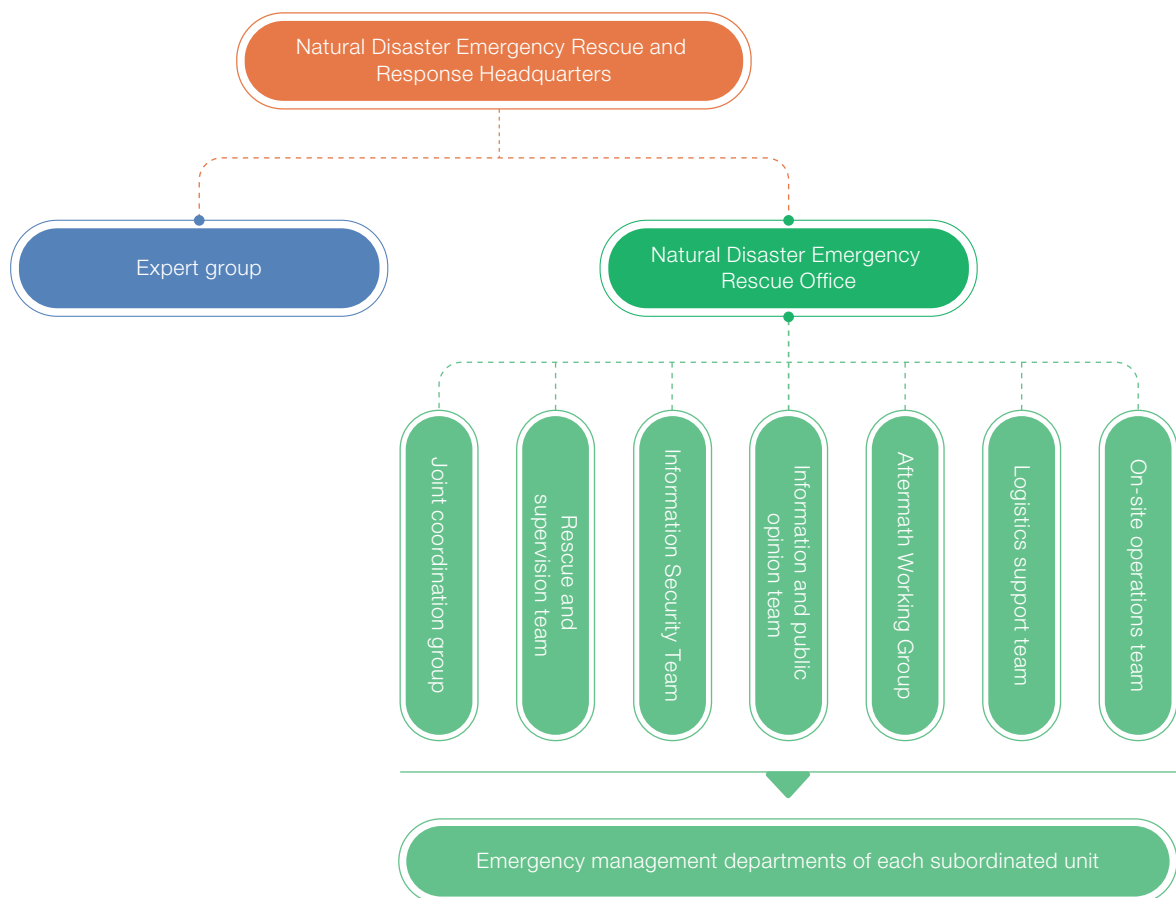 Natural Disaster Emergency Rescue and
Response Headquarters
Expert group
Natural Disaster Emergency
Rescue Office
Joint coordination group
Rescue and
supervision team
Information Security Team
Information and public
opinion team
Aftermath Working Group
Logistics support team
On-site operations team
Emergency management departments of each subordinated unit